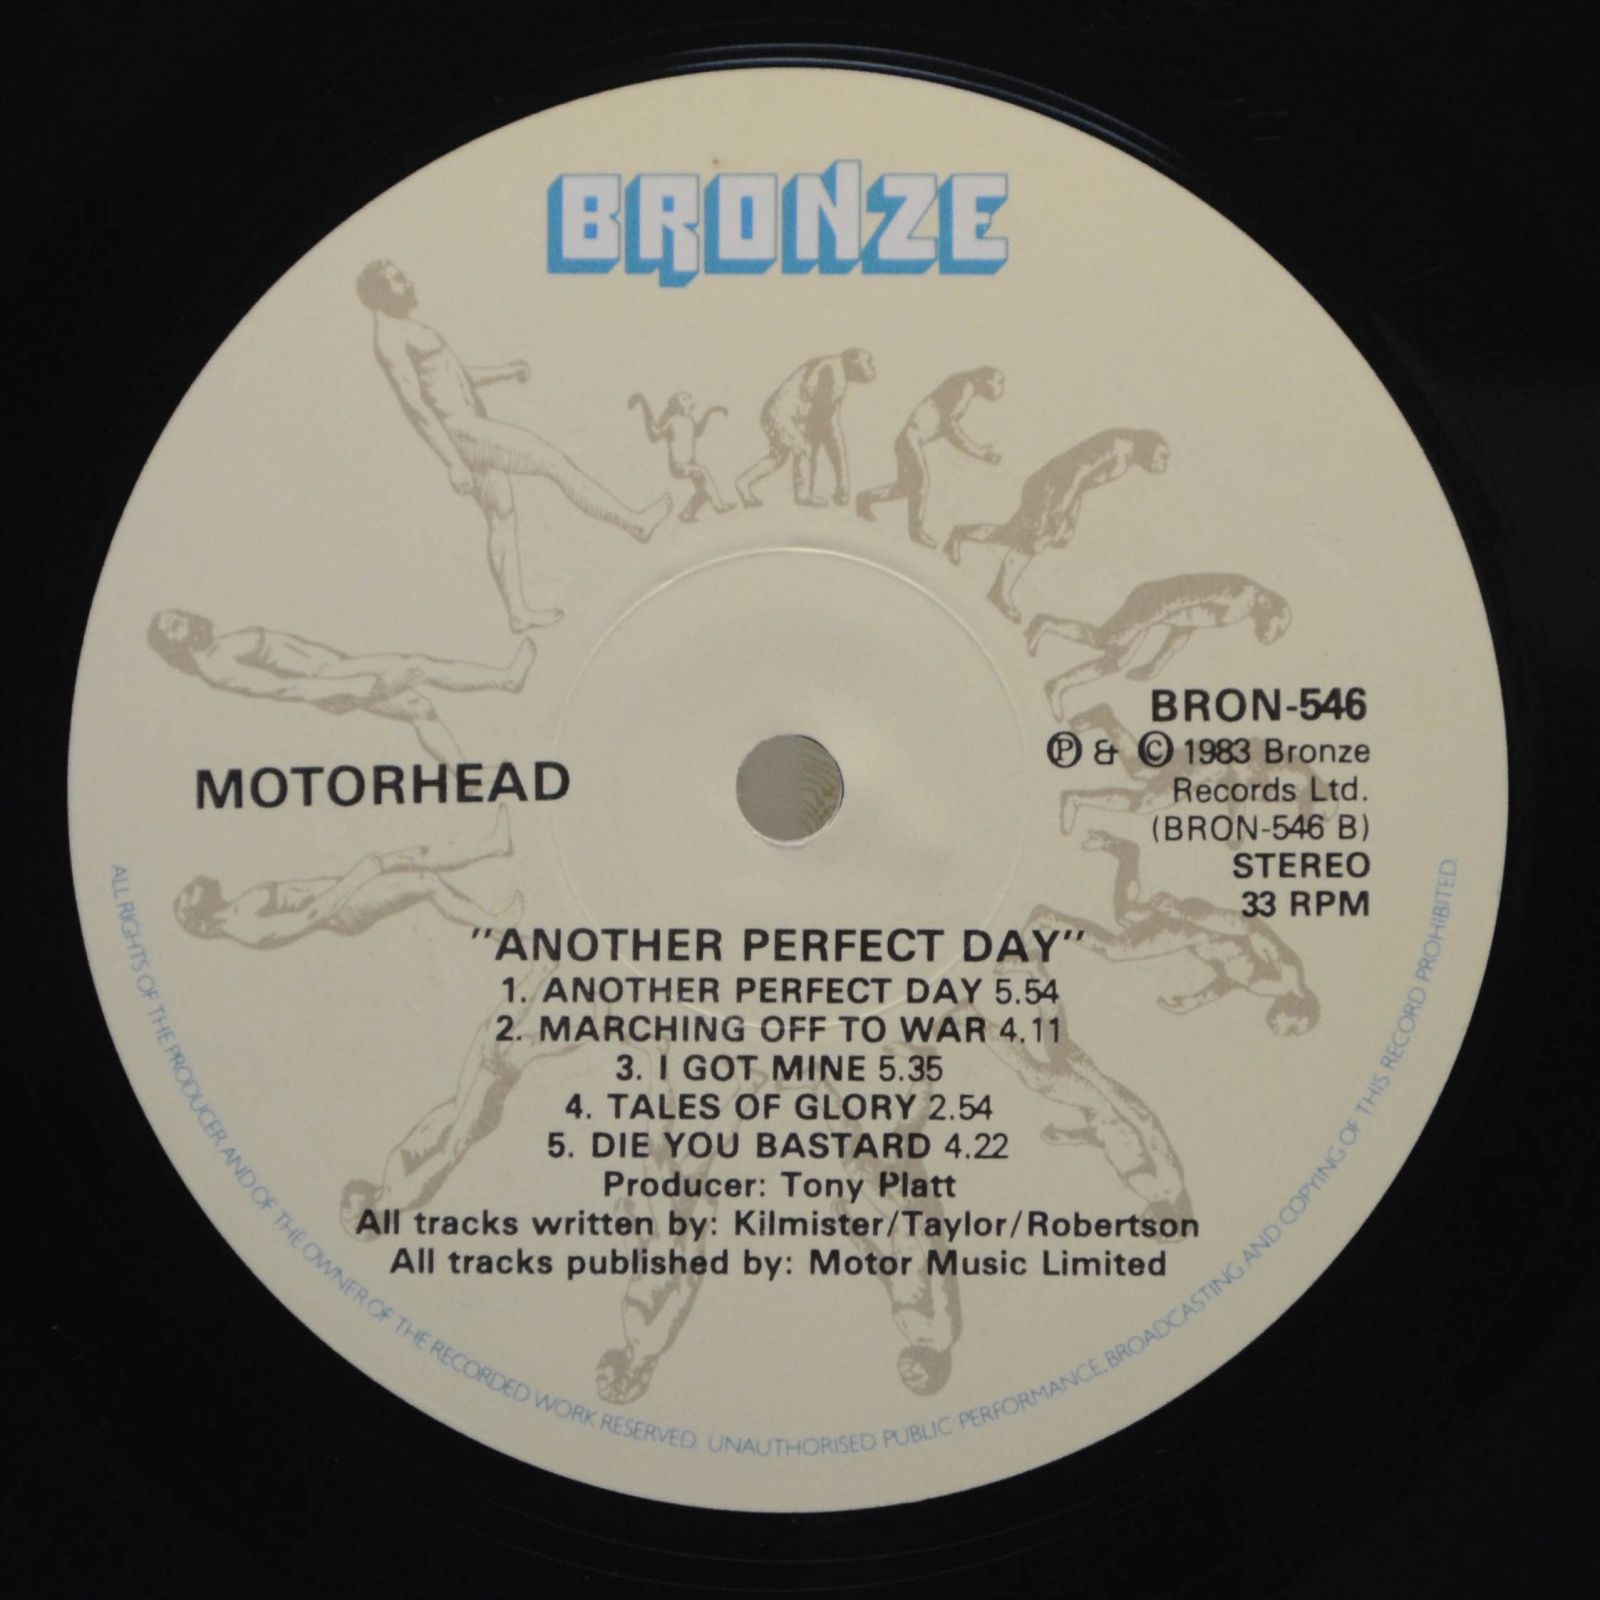 BRONZE
MOTORHEAD
BRON-546
Ⓟ & © 1983 Bronze
Records Ltd.
(BRON-546 B)
STEREO
33 RPM
"ANOTHER PERFECT DAY"
1. ANOTHER PERFECT DAY 5.54
2. MARCHING OFF TO WAR 4.11
3. I GOT MINE 5.35
4. TALES OF GLORY 2.54
5. DIE YOU BASTARD 4.22
Producer: Tony Platt
All tracks written by: Kilmister/Taylor/Robertson
All tracks published by: Motor Music Limited
ALL RIGHTS OF THE PRODUCER AND OF THE OWNER OF THE RECORDED WORK RESERVED. UNAUTHORISED PUBLIC PERFORMANCE, BROADCASTING AND COPYING OF THIS RECORD PROHIBITED.